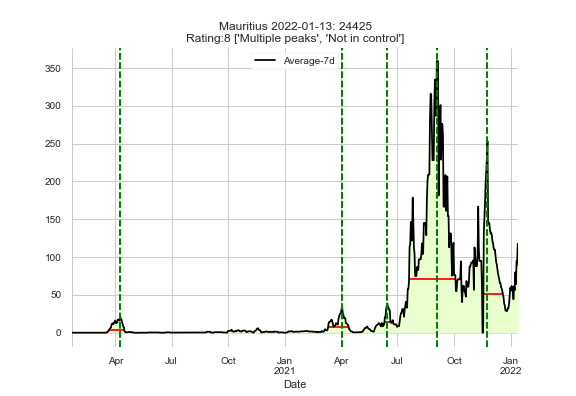 Mauritius 2022-01-13: 24425
Rating:8 ['Multiple peaks', 'Not in control']
Average-7d
350
300
250
200
150
100
50
0
Apr Jul Oct Jan Apr Jul Oct Jan
2021 2022
Date